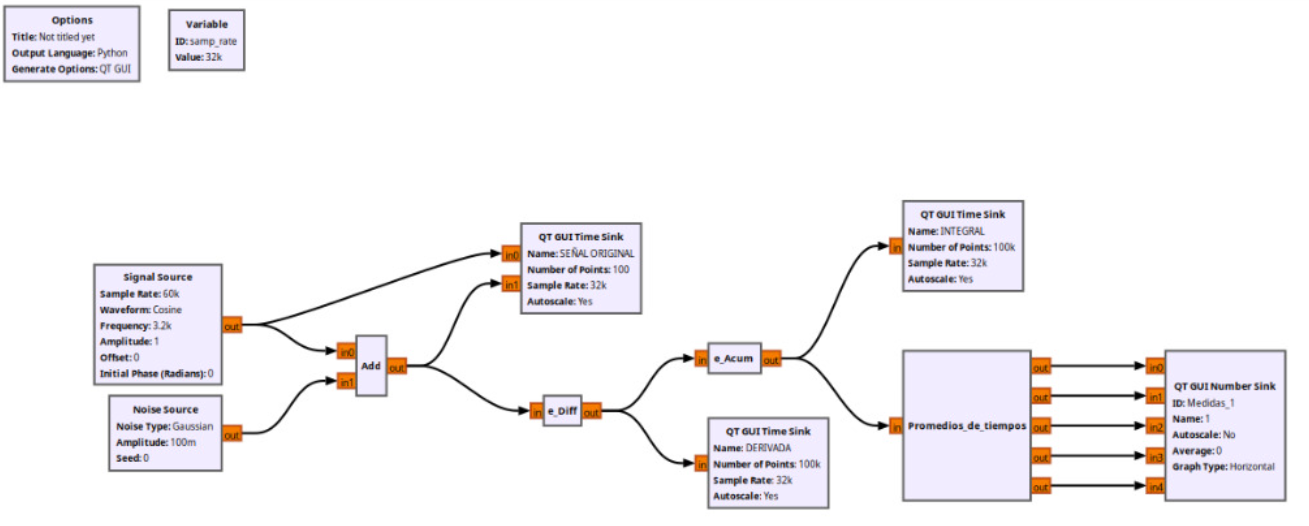 Options
Title: Not titled yet
Output Language: Python
Generate Options: QT GUI
Variable
ID: samp_rate
Value: 32k
Signal Source
Sample Rate: 60k
Waveform: Cosine
Frequency: 3.2k
Amplitude: 1
Offset: 0
Initial Phase (Radians): 0
out
Noise Source
Noise Type: Gaussian
Amplitude: 100m
Seed: 0
out
in0
in1
Add
out
in0
in1
QT GUI Time Sink
Name: SEÑAL ORIGINAL
Number of Points: 100
Sample Rate: 32k
Autoscale: Yes
in
e_Diff
out
in
e_Acum
out
in
QT GUI Time Sink
Name: DERIVADA
Number of Points: 100k
Sample Rate: 32k
Autoscale: Yes
in
QT GUI Time Sink
Name: INTEGRAL
Number of Points: 100k
Sample Rate: 32k
Autoscale: Yes
in
Promedios_de_tiempos
out
out
out
out
out
in0
in1
in2
in3
in4
QT GUI Number Sink
ID: Medidas_1
Name: 1
Autoscale: No
Average: 0
Graph Type: Horizontal